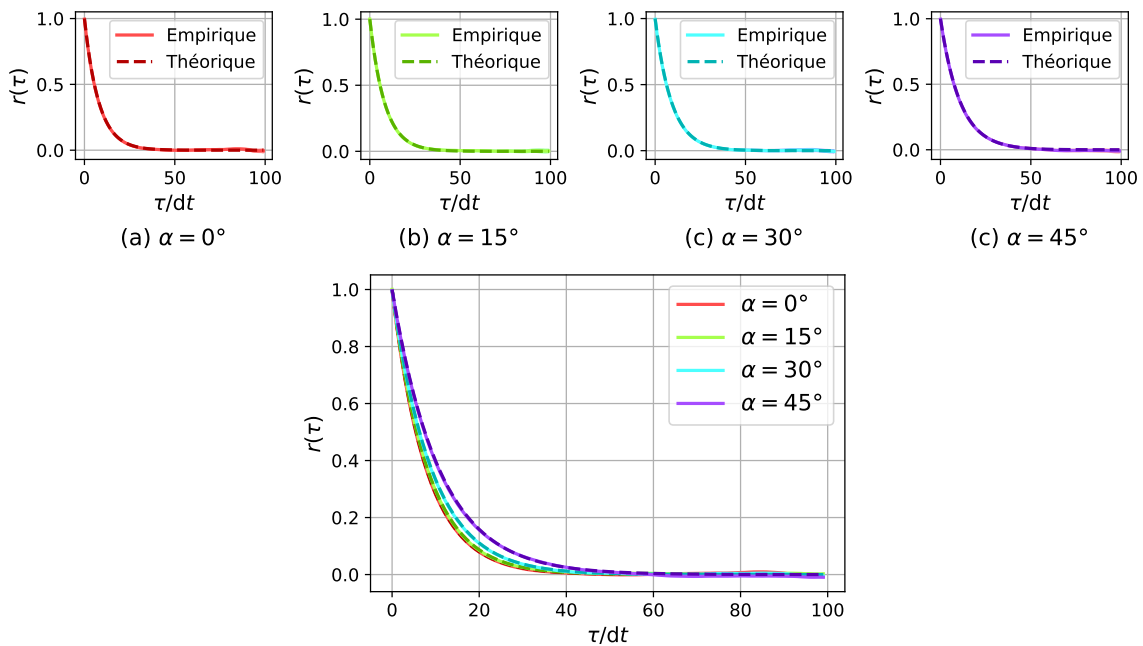 1.0
0.5
0.0
r(τ)
Empirique
Théorique
0
50
100
τ/dt
(a) α = 0°
1.0
0.5
0.0
r(τ)
Empirique
Théorique
0
50
100
τ/dt
(b) α = 15°
1.0
0.5
0.0
r(τ)
Empirique
Théorique
0
50
100
τ/dt
(c) α = 30°
1.0
0.5
0.0
r(τ)
Empirique
Théorique
0
50
100
τ/dt
(c) α = 45°
1.0
0.8
0.6
0.4
0.2
0.0
r(τ)
α = 0°
α = 15°
α = 30°
α = 45°
0
20
40
60
80
100
τ/dt